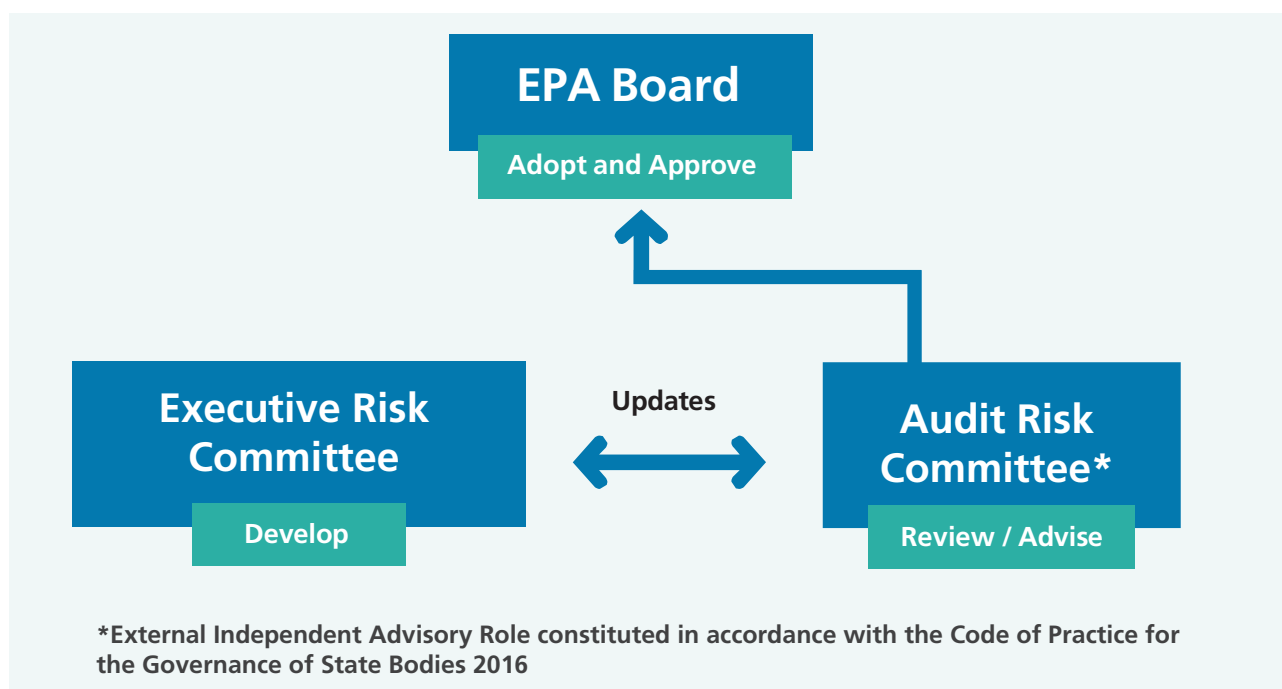 EPA Board
Adopt and Approve
Executive Risk
Committee
Develop
Updates
Audit Risk
Committee*
Review / Advise
*External Independent Advisory Role constituted in accordance with the Code of Practice for
the Governance of State Bodies 2016